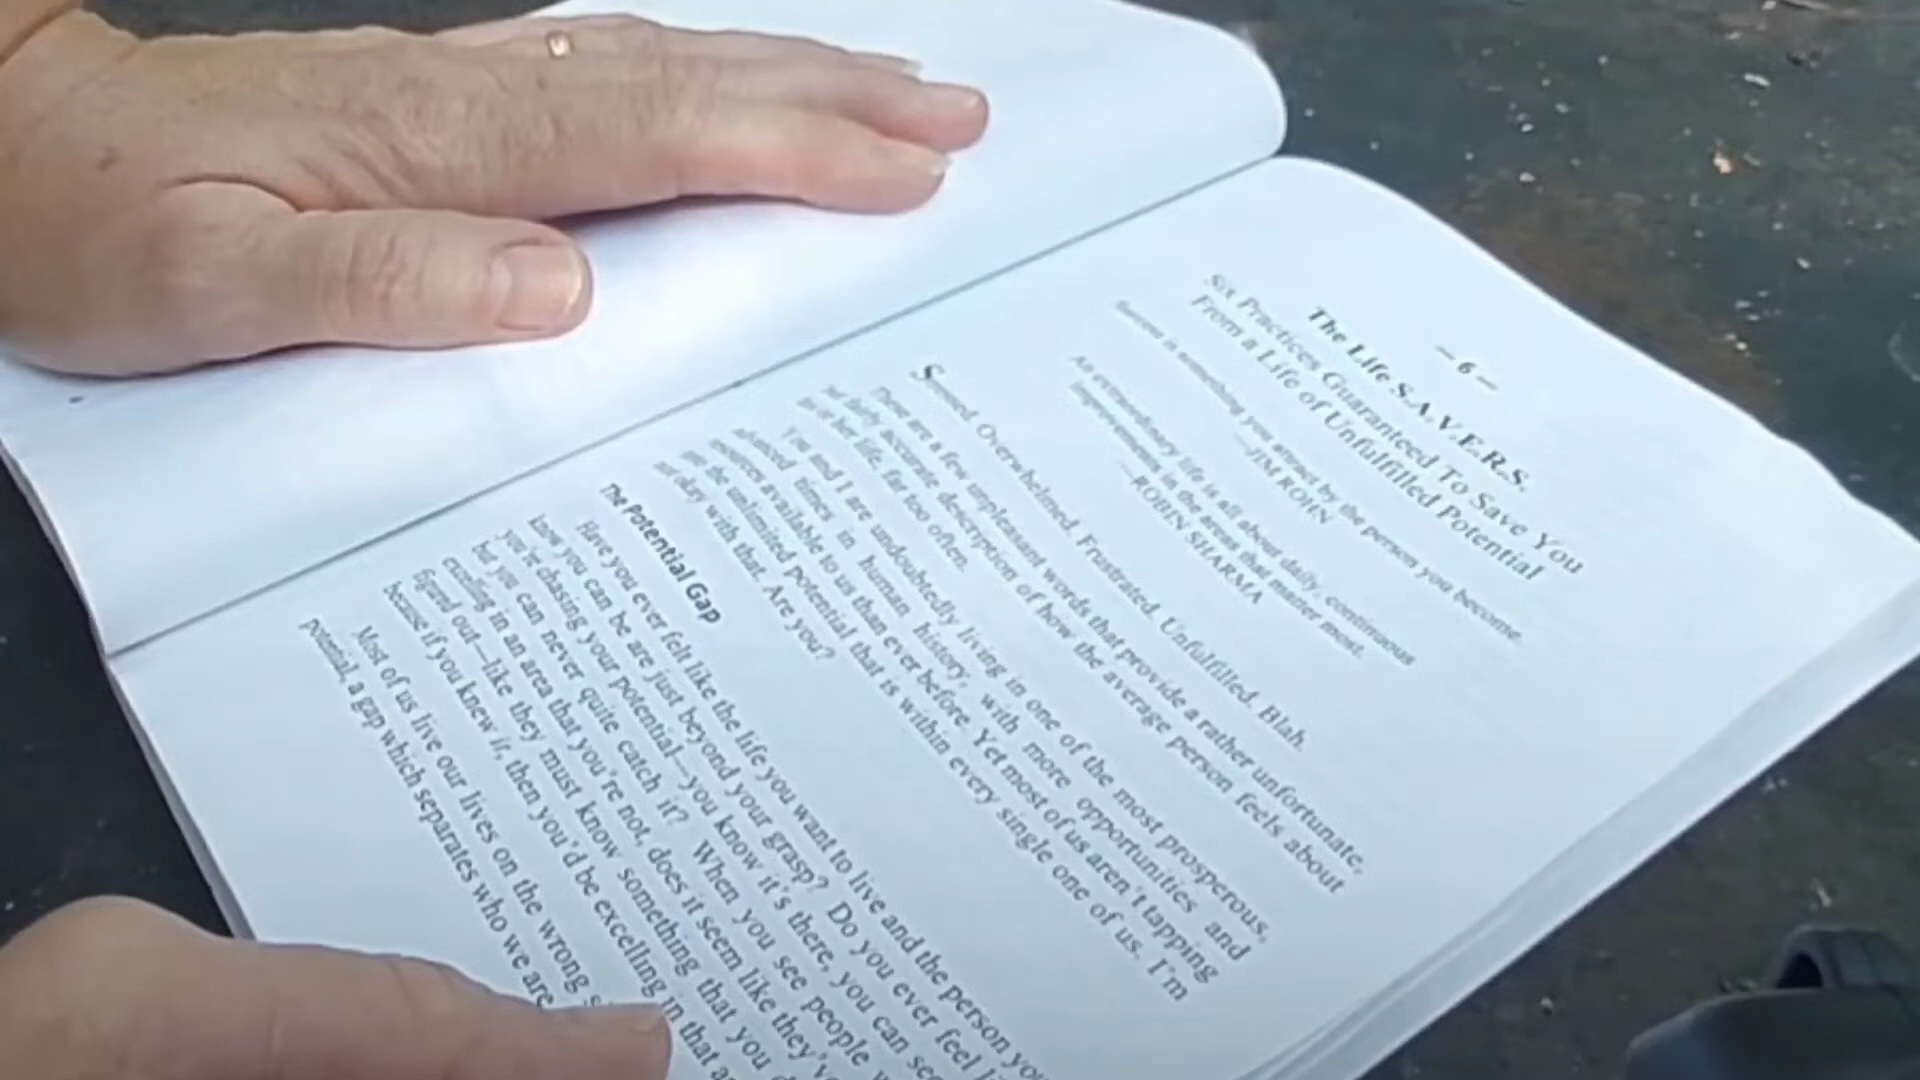 —6—
The Life S.A.V.E.R.S.
Six Practices Guaranteed To Save You
From a Life of Unfulfilled Potential
Success is something you attract by the person you become.
—JIM ROHN
An extraordinary life is all about daily, continuous
improvements in the areas that matter most.
—ROBIN SHARMA
Stressed. Overwhelmed. Frustrated. Unfulfilled. Blah.
These are a few unpleasant words that provide a rather unfortunate,
yet fairly accurate description of how the average person feels about
his or her life, far too often.
You and I are undoubtedly living in one of the most prosperous,
advanced times in human history, with more opportunities and
resources available to us than ever before. Yet most of us aren't tapping
into the unlimited potential that is within every single one of us. I'm
not okay with that. Are you?
The Potential Gap
Have you ever felt like the life you want to live and the person you
know you can be are just beyond your grasp? Do you ever feel
you're chasing your potential—you know it's there, you can see
but you can never quite catch it? When you see people
excelling in an area that you're not, does it seem like they've
figured out—like they must know something that you
because if you knew it, then you'd be excelling in that
Most of us live our lives on the wrong
potential, a gap which separates who we are